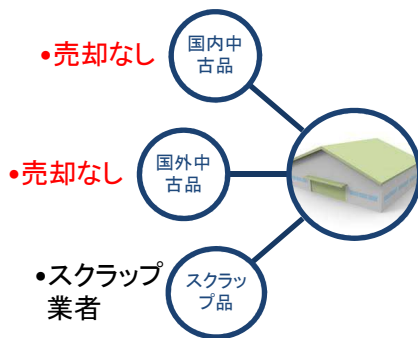 •売却なし
国内中
古品
•売却なし
国外中
古品
•スクラップ
業者
スクラッ
プ品